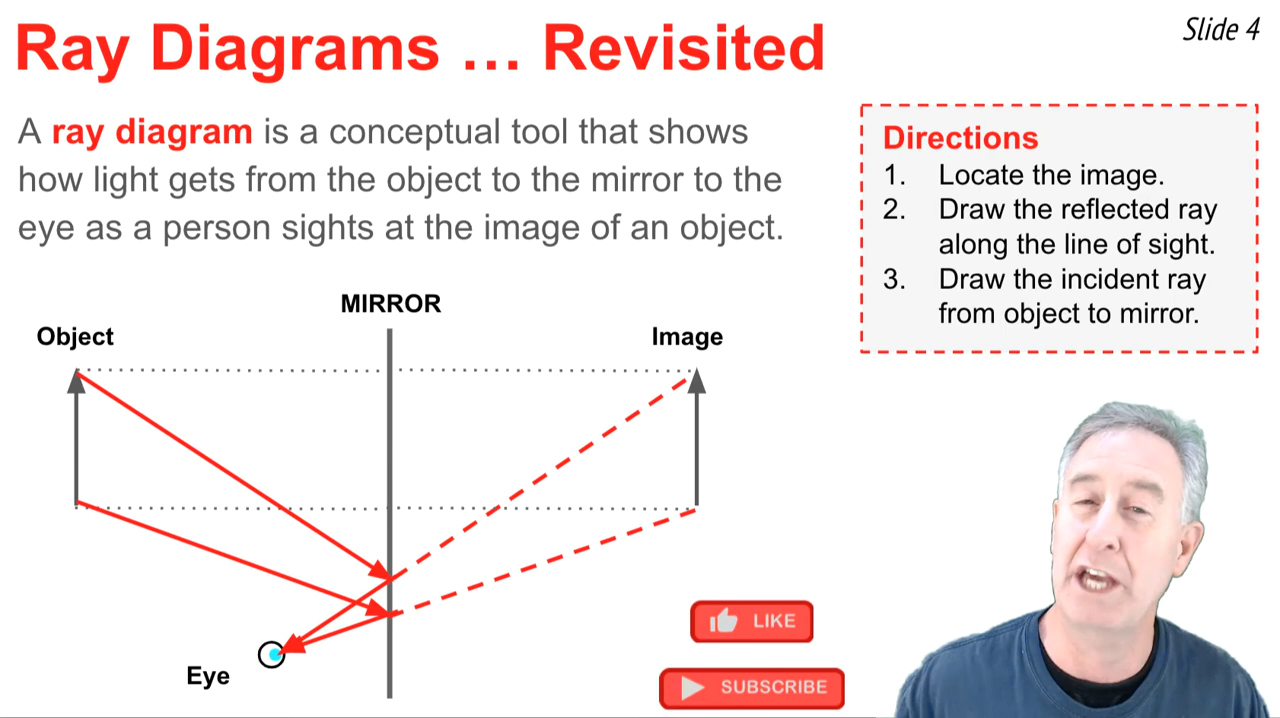 Ray Diagrams … Revisited
Slide 4
A ray diagram is a conceptual tool that shows
how light gets from the object to the mirror to the
eye as a person sights at the image of an object.
Directions
1. Locate the image.
2. Draw the reflected ray
along the line of sight.
3. Draw the incident ray
from object to mirror.
MIRROR
Object
Image
Eye
LIKE
SUBSCRIBE